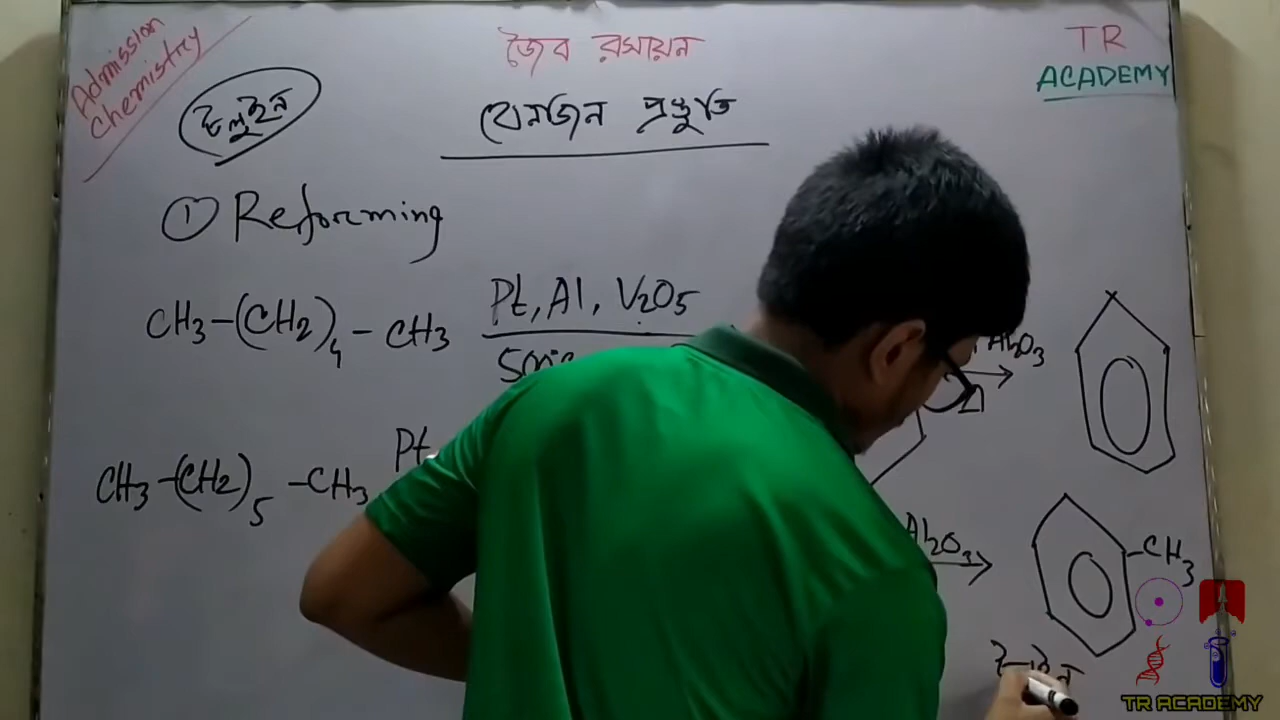 Admission
Chemistry
জৈব রসায়ন
TR
ACADEMY
টলুইন
বেনজিন প্রস্তুতি
① Reforming
CH3-(CH2)4-CH3
Pt, Al, V2O5
500°
Al2O3
Δ
CH3-(CH2)5-CH3
Pt
Al2O3
-CH3
TR ACADEMY